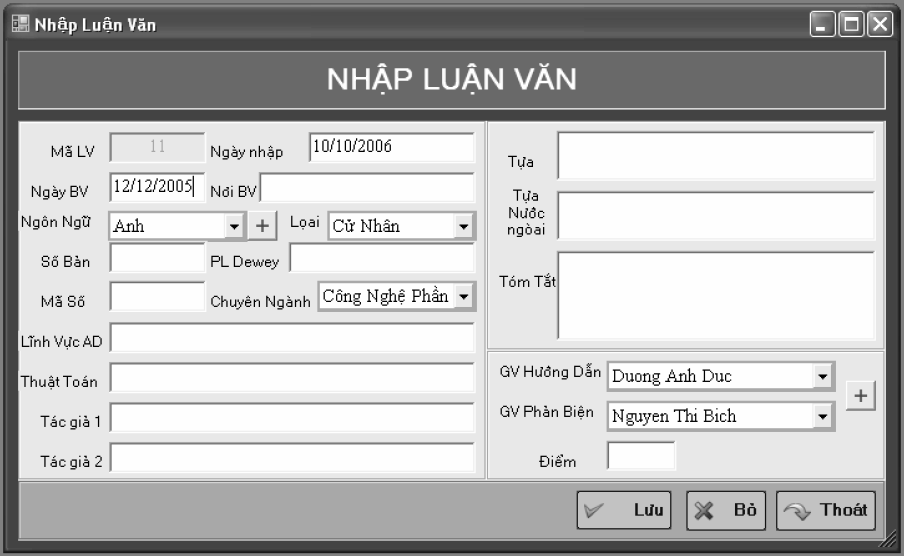 Nhập Luận Văn
NHẬP LUẬN VĂN
Mã LV 11 Ngày nhập 10/10/2006
Ngày BV 12/12/2005 Nơi BV
Ngôn Ngữ Anh + Lọai Cử Nhân
Số Bản PL Dewey
Mã Số Chuyên Ngành Công Nghệ Phần
Lĩnh Vực AD
Thuật Toán
Tác giả 1
Tác giả 2
Tựa
Tựa
Nước
ngòai
Tóm Tắt
GV Hướng Dẫn Duong Anh Duc
GV Phản Biện Nguyen Thi Bich
+
Điểm
Lưu Bỏ Thoát